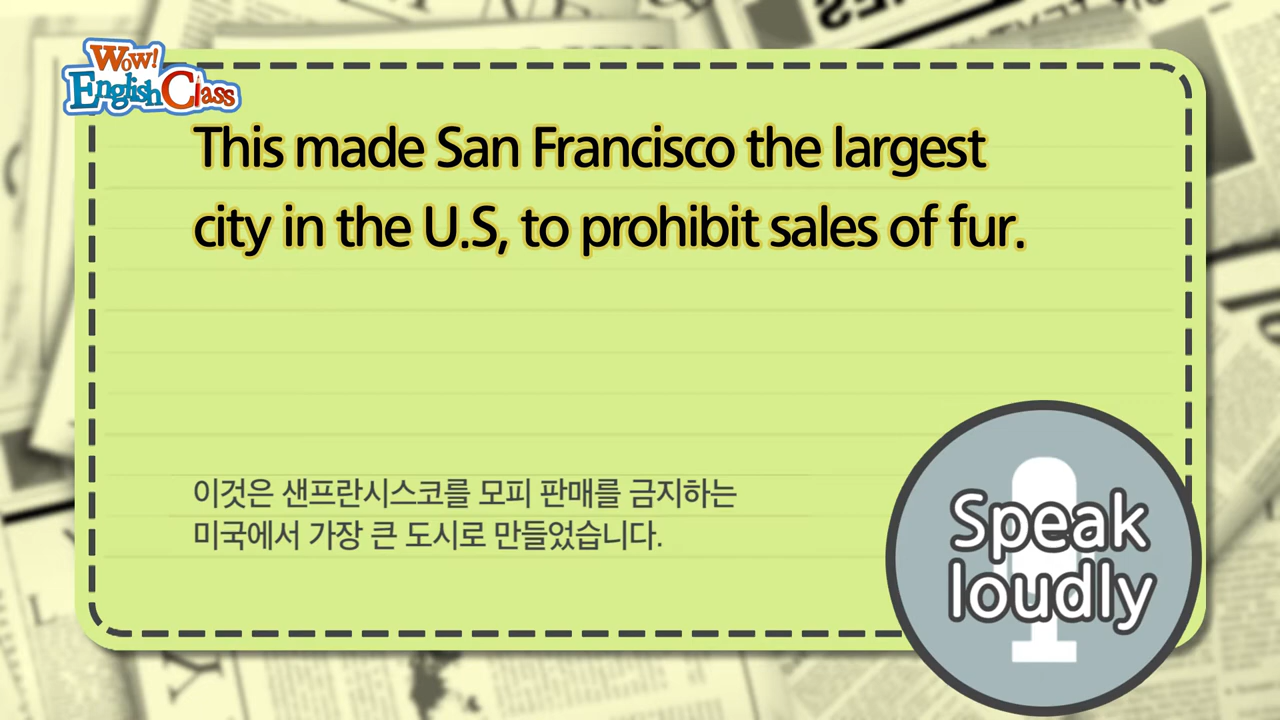 Wow!
English Class
This made San Francisco the largest
city in the U.S, to prohibit sales of fur.
이것은 샌프란시스코를 모피 판매를 금지하는
미국에서 가장 큰 도시로 만들었습니다.
Speak
loudly